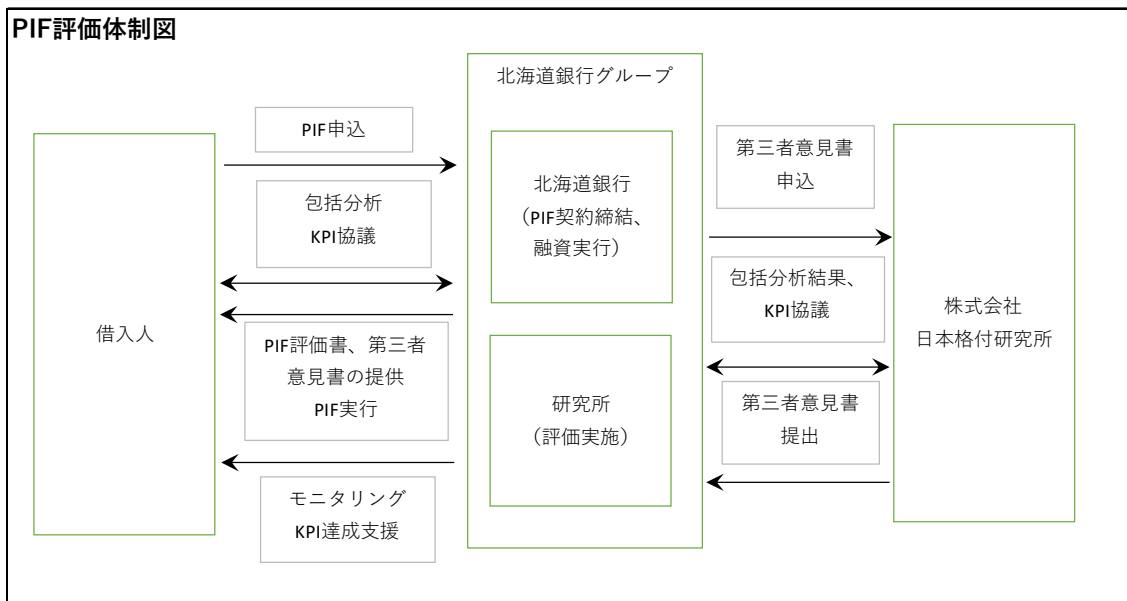 PIF評価体制図
北海道銀行グループ
PIF申込
包括分析
KPI協議
借入人
PIF評価書、第三者
意見書の提供
PIF実行
モニタリング
KPI達成支援
北海道銀行
（PIF契約締結、
融資実行）
研究所
（評価実施）
第三者意見書
申込
包括分析結果、
KPI協議
第三者意見書
提出
株式会社
日本格付研究所